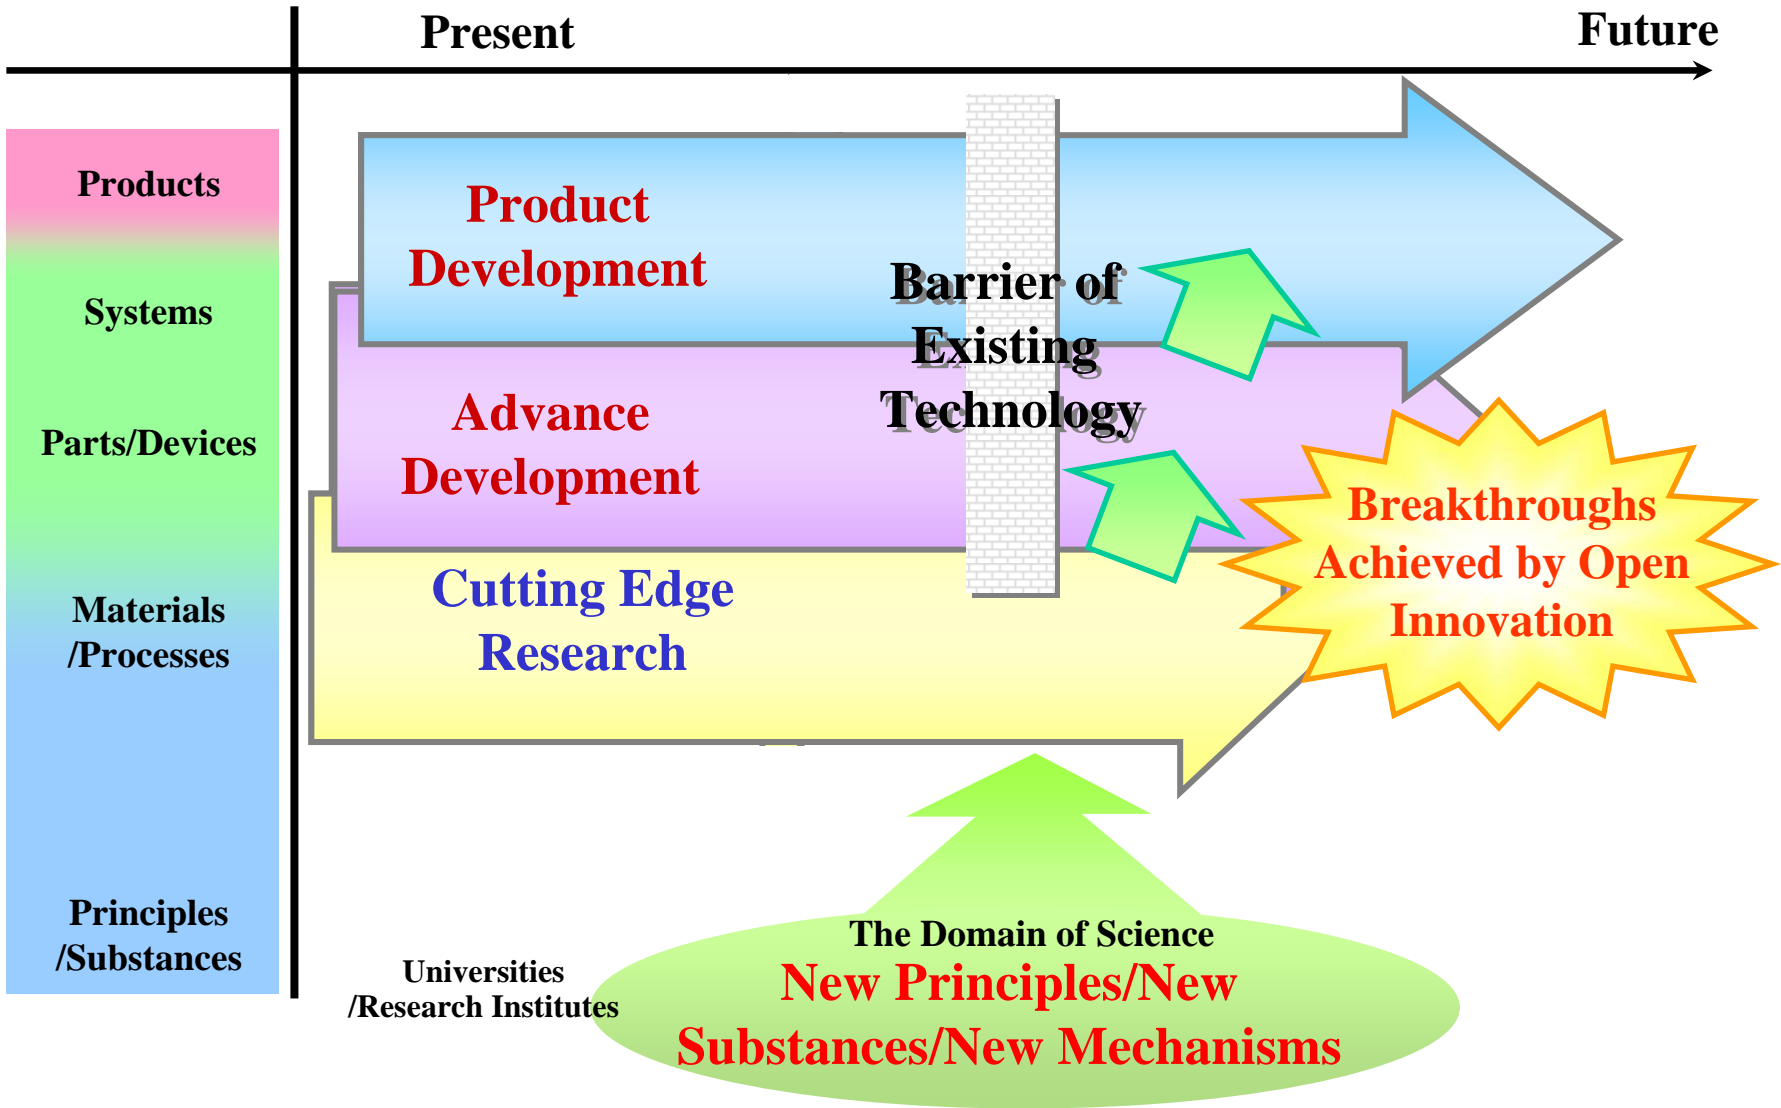 Present
Future
Products
Systems
Parts/Devices
Materials
/Processes
Principles
/Substances
Product
Development
Advance
Development
Cutting Edge
Research
Barrier of
Existing
Technology
Breakthroughs
Achieved by Open
Innovation
Universities
/Research Institutes
The Domain of Science
New Principles/New
Substances/New Mechanisms